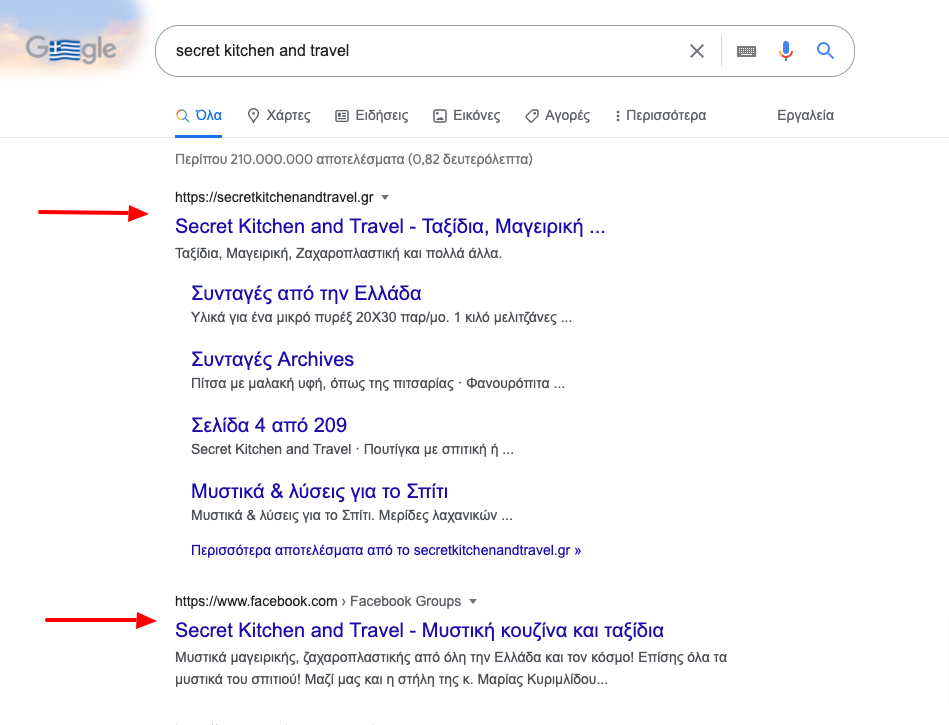 Google
secret kitchen and travel
Όλα Χάρτες Ειδήσεις Εικόνες Αγορές Περισσότερα Εργαλεία
Περίπου 210.000.000 αποτελέσματα (0,82 δευτερόλεπτα)
https://secretkitchenandtravel.gr
Secret Kitchen and Travel - Ταξίδια, Μαγειρική ...
Ταξίδια, Μαγειρική, Ζαχαροπλαστική και πολλά άλλα.
Συνταγές από την Ελλάδα
Υλικά για ένα μικρό πυρέξ 20Χ30 παρ/μο. 1 κιλό μελιτζάνες ...
Συνταγές Archives
Πίτσα με μαλακή υφή, όπως της πιτσαρίας · Φανουρόπιτα ...
Σελίδα 4 από 209
Secret Kitchen and Travel · Πουτίγκα με σπιτική ή ...
Μυστικά & λύσεις για το Σπίτι
Μυστικά & λύσεις για το Σπίτι. Μερίδες λαχανικών ...
Περισσότερα αποτελέσματα από το secretkitchenandtravel.gr »
https://www.facebook.com › Facebook Groups
Secret Kitchen and Travel - Μυστική κουζίνα και ταξίδια
Μυστικά μαγειρικής, ζαχαροπλαστικής από όλη την Ελλάδα και τον κόσμο! Επίσης όλα τα
μυστικά του σπιτιού! Μαζί μας και η στήλη της κ. Μαρίας Κυριμλίδου...